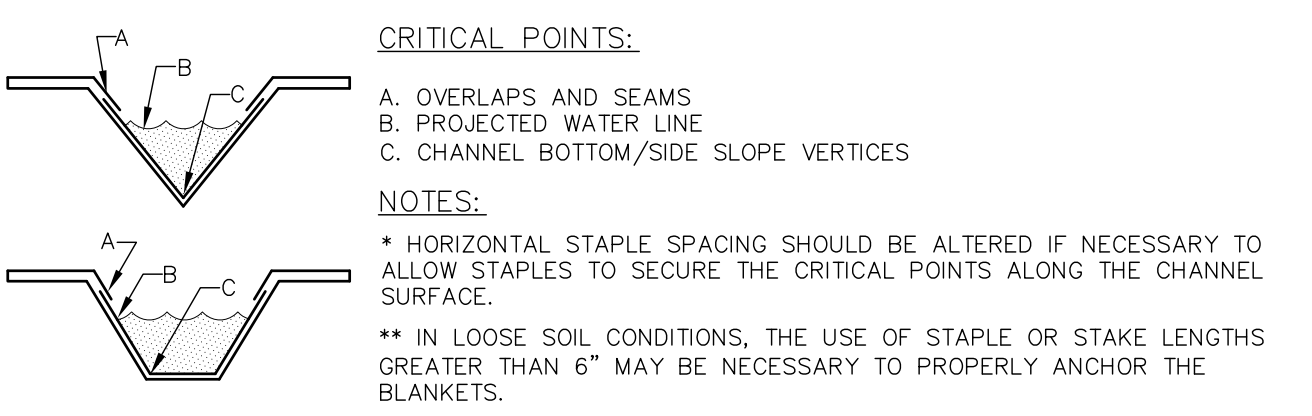 A
B
C
A
B
C
CRITICAL POINTS:
A. OVERLAPS AND SEAMS
B. PROJECTED WATER LINE
C. CHANNEL BOTTOM/SIDE SLOPE VERTICES
NOTES:
* HORIZONTAL STAPLE SPACING SHOULD BE ALTERED IF NECESSARY TO
ALLOW STAPLES TO SECURE THE CRITICAL POINTS ALONG THE CHANNEL
SURFACE.
** IN LOOSE SOIL CONDITIONS, THE USE OF STAPLE OR STAKE LENGTHS
GREATER THAN 6” MAY BE NECESSARY TO PROPERLY ANCHOR THE
BLANKETS.